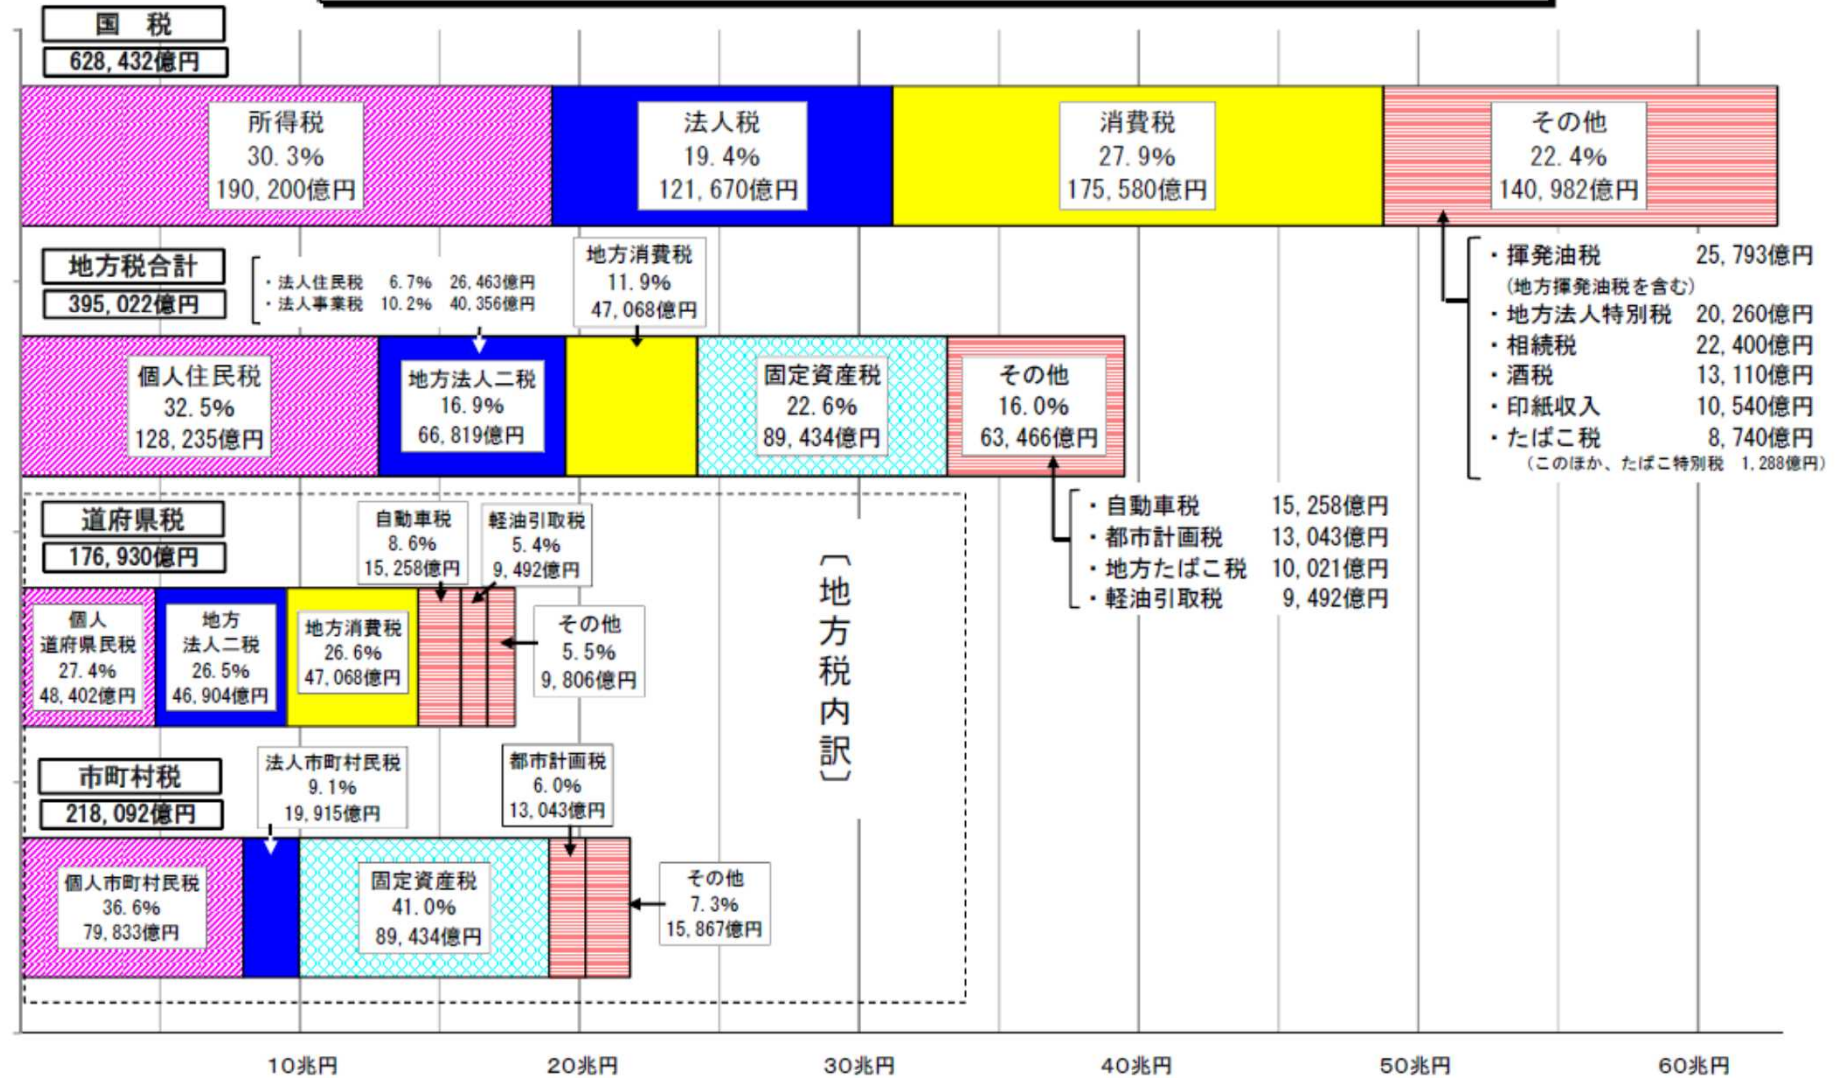 国　税
628,432億円
所得税
30.3%
190,200億円
法人税
19.4%
121,670億円
消費税
27.9%
175,580億円
その他
22.4%
140,982億円
・揮発油税　25,793億円
(地方揮発油税を含む)
・地方法人特別税　20,260億円
・相続税　22,400億円
・酒税　13,110億円
・印紙収入　10,540億円
・たばこ税　8,740億円
(このほか、たばこ特別税　1,288億円)
地方税合計
395,022億円
・法人住民税　6.7%　26,463億円
・法人事業税　10.2%　40,356億円
地方消費税
11.9%
47,068億円
個人住民税
32.5%
128,235億円
地方法人二税
16.9%
66,819億円
固定資産税
22.6%
89,434億円
その他
16.0%
63,466億円
・自動車税　15,258億円
・都市計画税　13,043億円
・地方たばこ税　10,021億円
・軽油引取税　9,492億円
道府県税
176,930億円
自動車税
8.6%
15,258億円
軽油引取税
5.4%
9,492億円
個人
道府県民税
27.4%
48,402億円
地方
法人二税
26.5%
46,904億円
地方消費税
26.6%
47,068億円
その他
5.5%
9,806億円
〔地方税内訳〕
市町村税
218,092億円
法人市町村民税
9.1%
19,915億円
都市計画税
6.0%
13,043億円
個人市町村民税
36.6%
79,833億円
固定資産税
41.0%
89,434億円
その他
7.3%
15,867億円
10兆円　20兆円　30兆円　40兆円　50兆円　60兆円